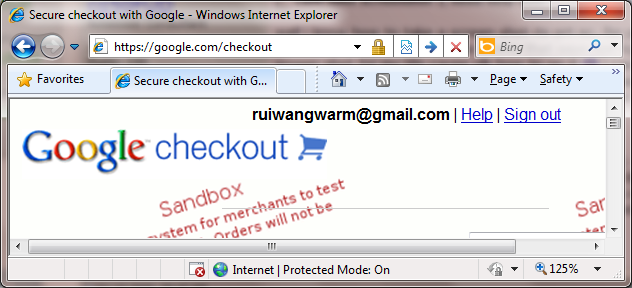 Secure checkout with Google - Windows Internet Explorer
https://google.com/checkout
Bing
Favorites
Secure checkout with G...
Page
Safety
ruiwangwarm@gmail.com | Help | Sign out
Google™ checkout
Sandbox
San
ystem for merchants to test
Orders will not be
Internet | Protected Mode: On
125%